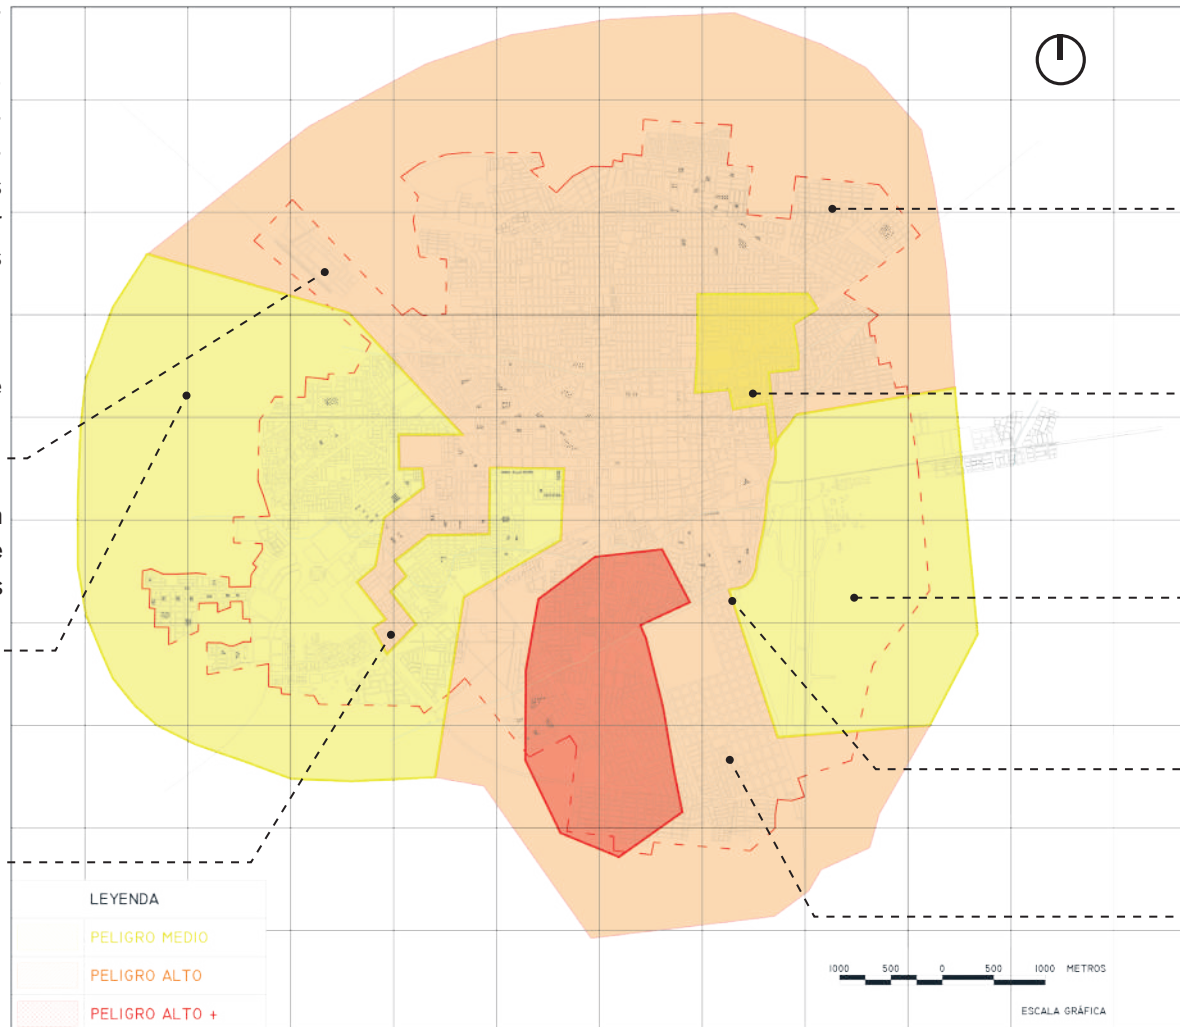 LEYENDA
PELIGRO MEDIO
PELIGRO ALTO
PELIGRO ALTO +
1000 500 0 500 1000 METROS
ESCALA GRÁFICA